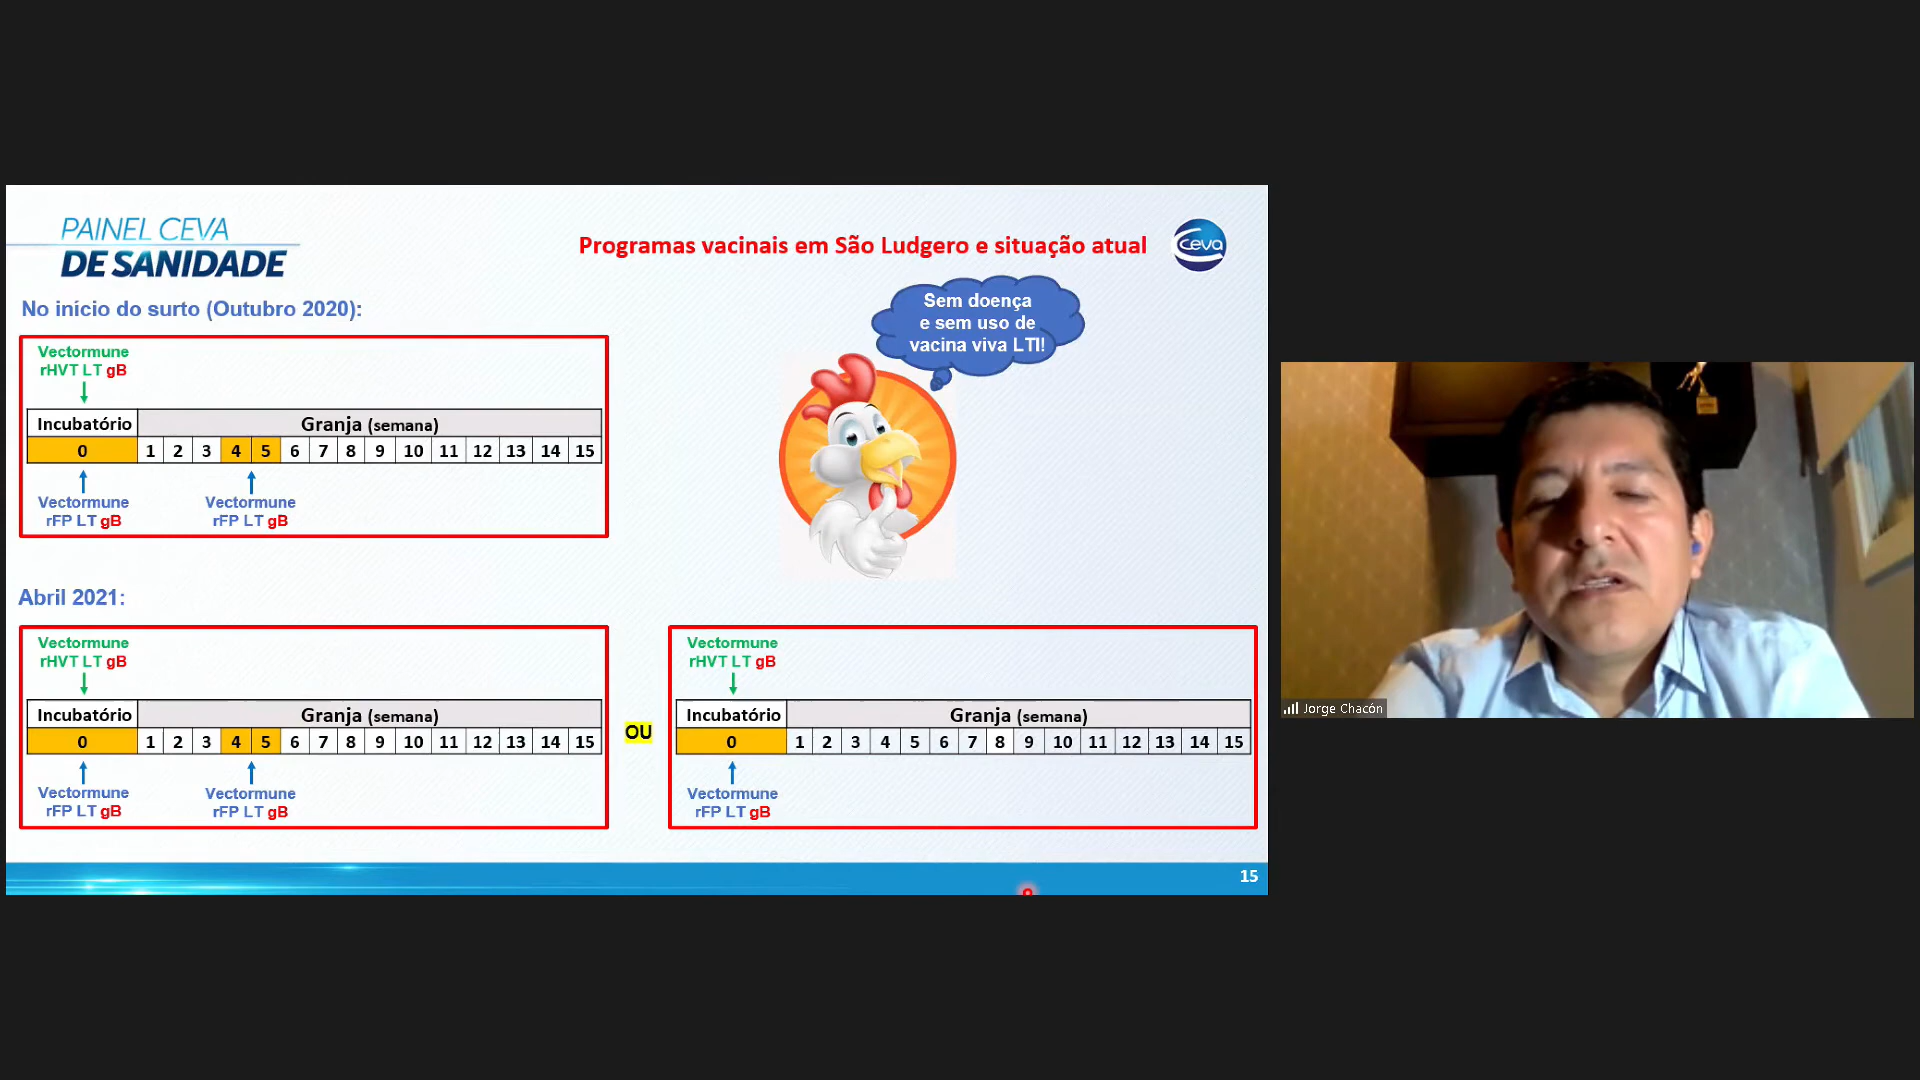 PAINEL CEVA
DE SANIDADE
Programas vacinais em São Ludgero e situação atual
ceva
No início do surto (Outubro 2020):
Sem doença
e sem uso de
vacina viva LTI!
Vectormune
rHVT LT gB
Incubatório Granja (semana)
0 1 2 3 4 5 6 7 8 9 10 11 12 13 14 15
Vectormune Vectormune
rFP LT gB rFP LT gB
Abril 2021:
Vectormune
rHVT LT gB
Incubatório Granja (semana)
0 1 2 3 4 5 6 7 8 9 10 11 12 13 14 15
Vectormune Vectormune
rFP LT gB rFP LT gB
OU
Vectormune
rHVT LT gB
Incubatório Granja (semana)
0 1 2 3 4 5 6 7 8 9 10 11 12 13 14 15
Vectormune
rFP LT gB
15
Jorge Chacón